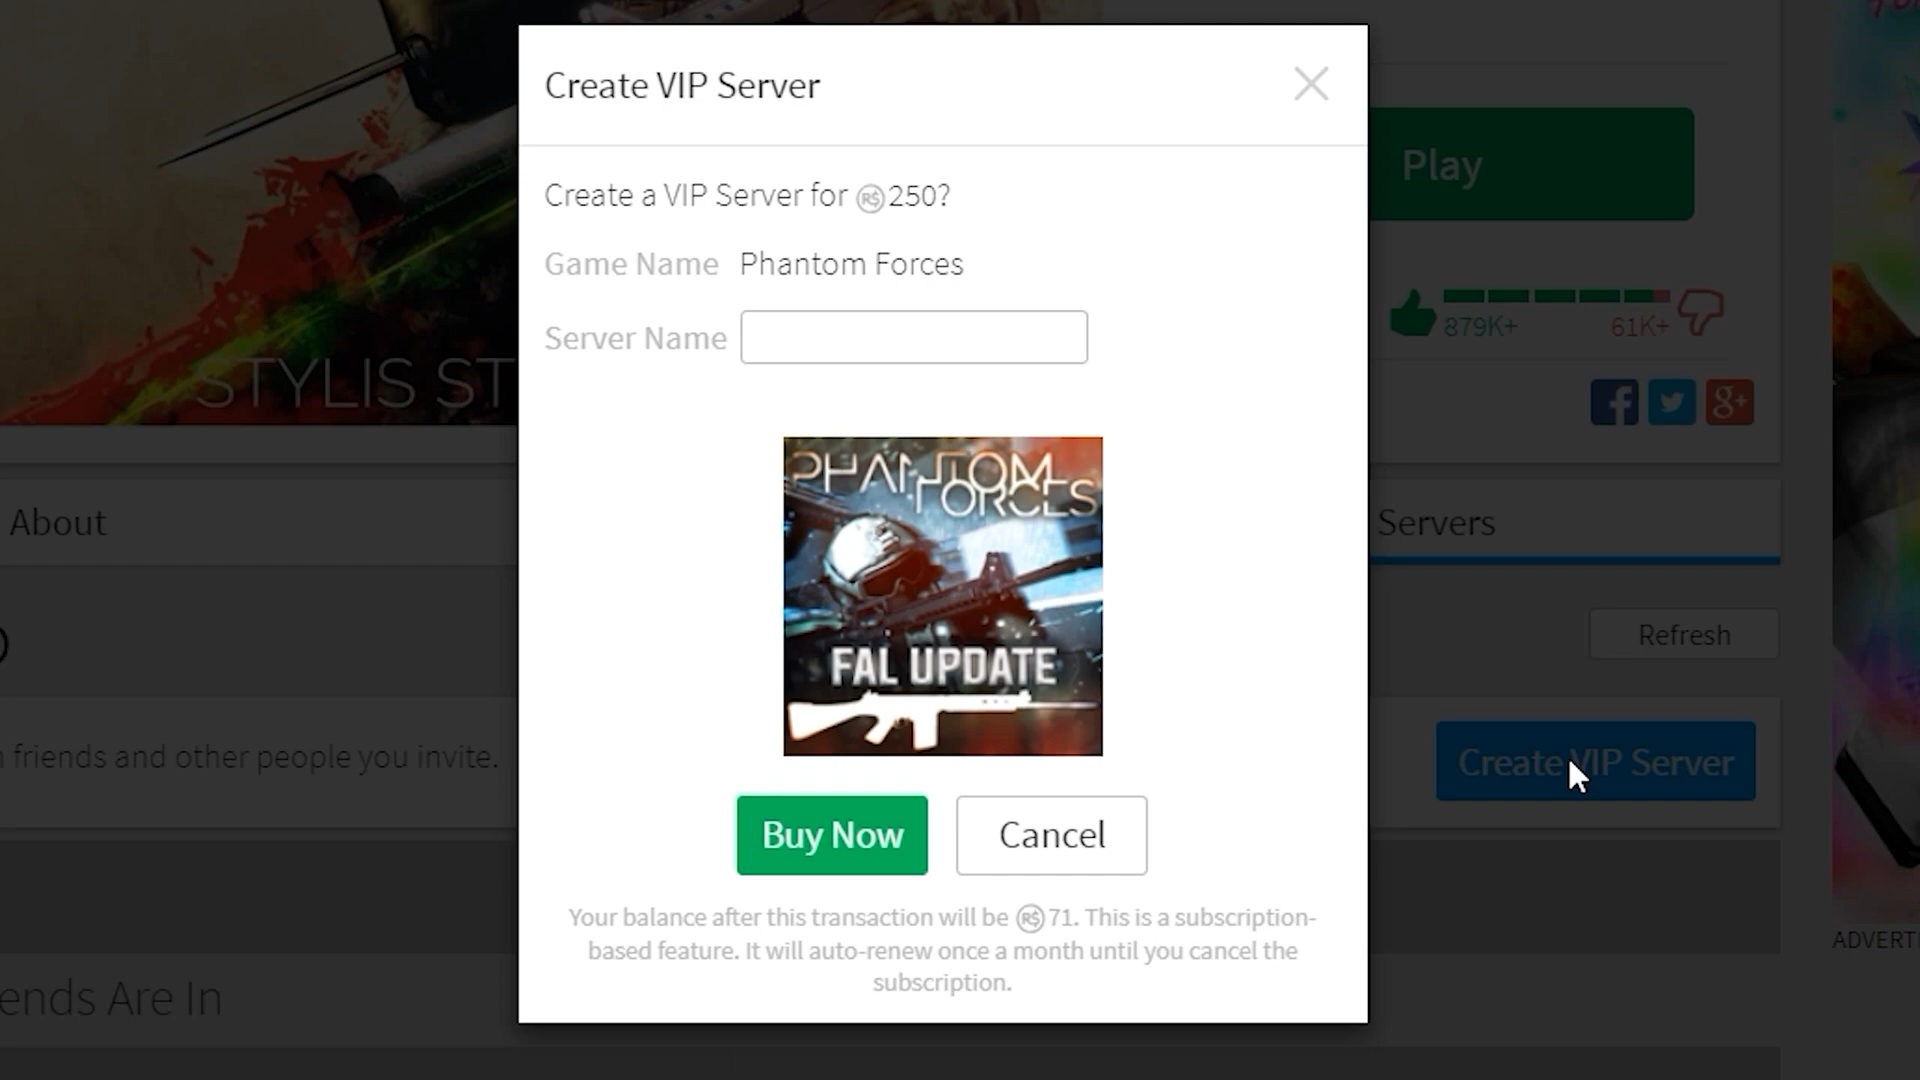 Create VIP Server
Create a VIP Server for R$ 250?
Game Name Phantom Forces
Server Name
PHANTOM
FORCES
FAL UPDATE
Buy Now Cancel
Your balance after this transaction will be R$ 71. This is a subscription-
based feature. It will auto-renew once a month until you cancel the
subscription.
Play
879K+ 61K+
STYLIS ST
g+
About
Servers
Refresh
friends and other people you invite.
Create VIP Server
ends Are In
ADVERT